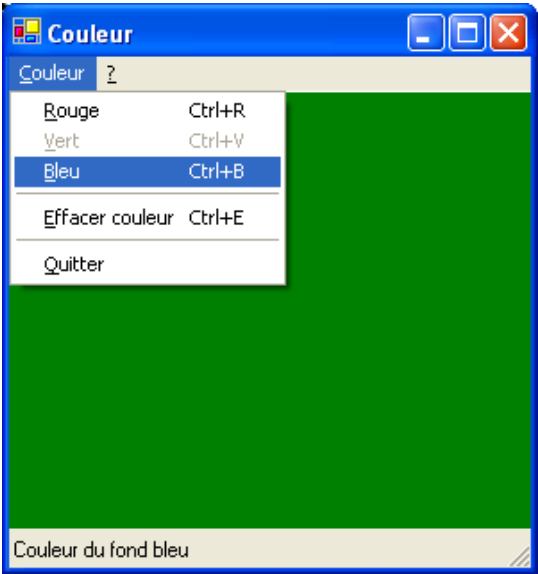 Couleur
Couleur ?
Rouge Ctrl+R
Vert Ctrl+V
Bleu Ctrl+B
Effacer couleur Ctrl+E
Quitter
Couleur du fond bleu